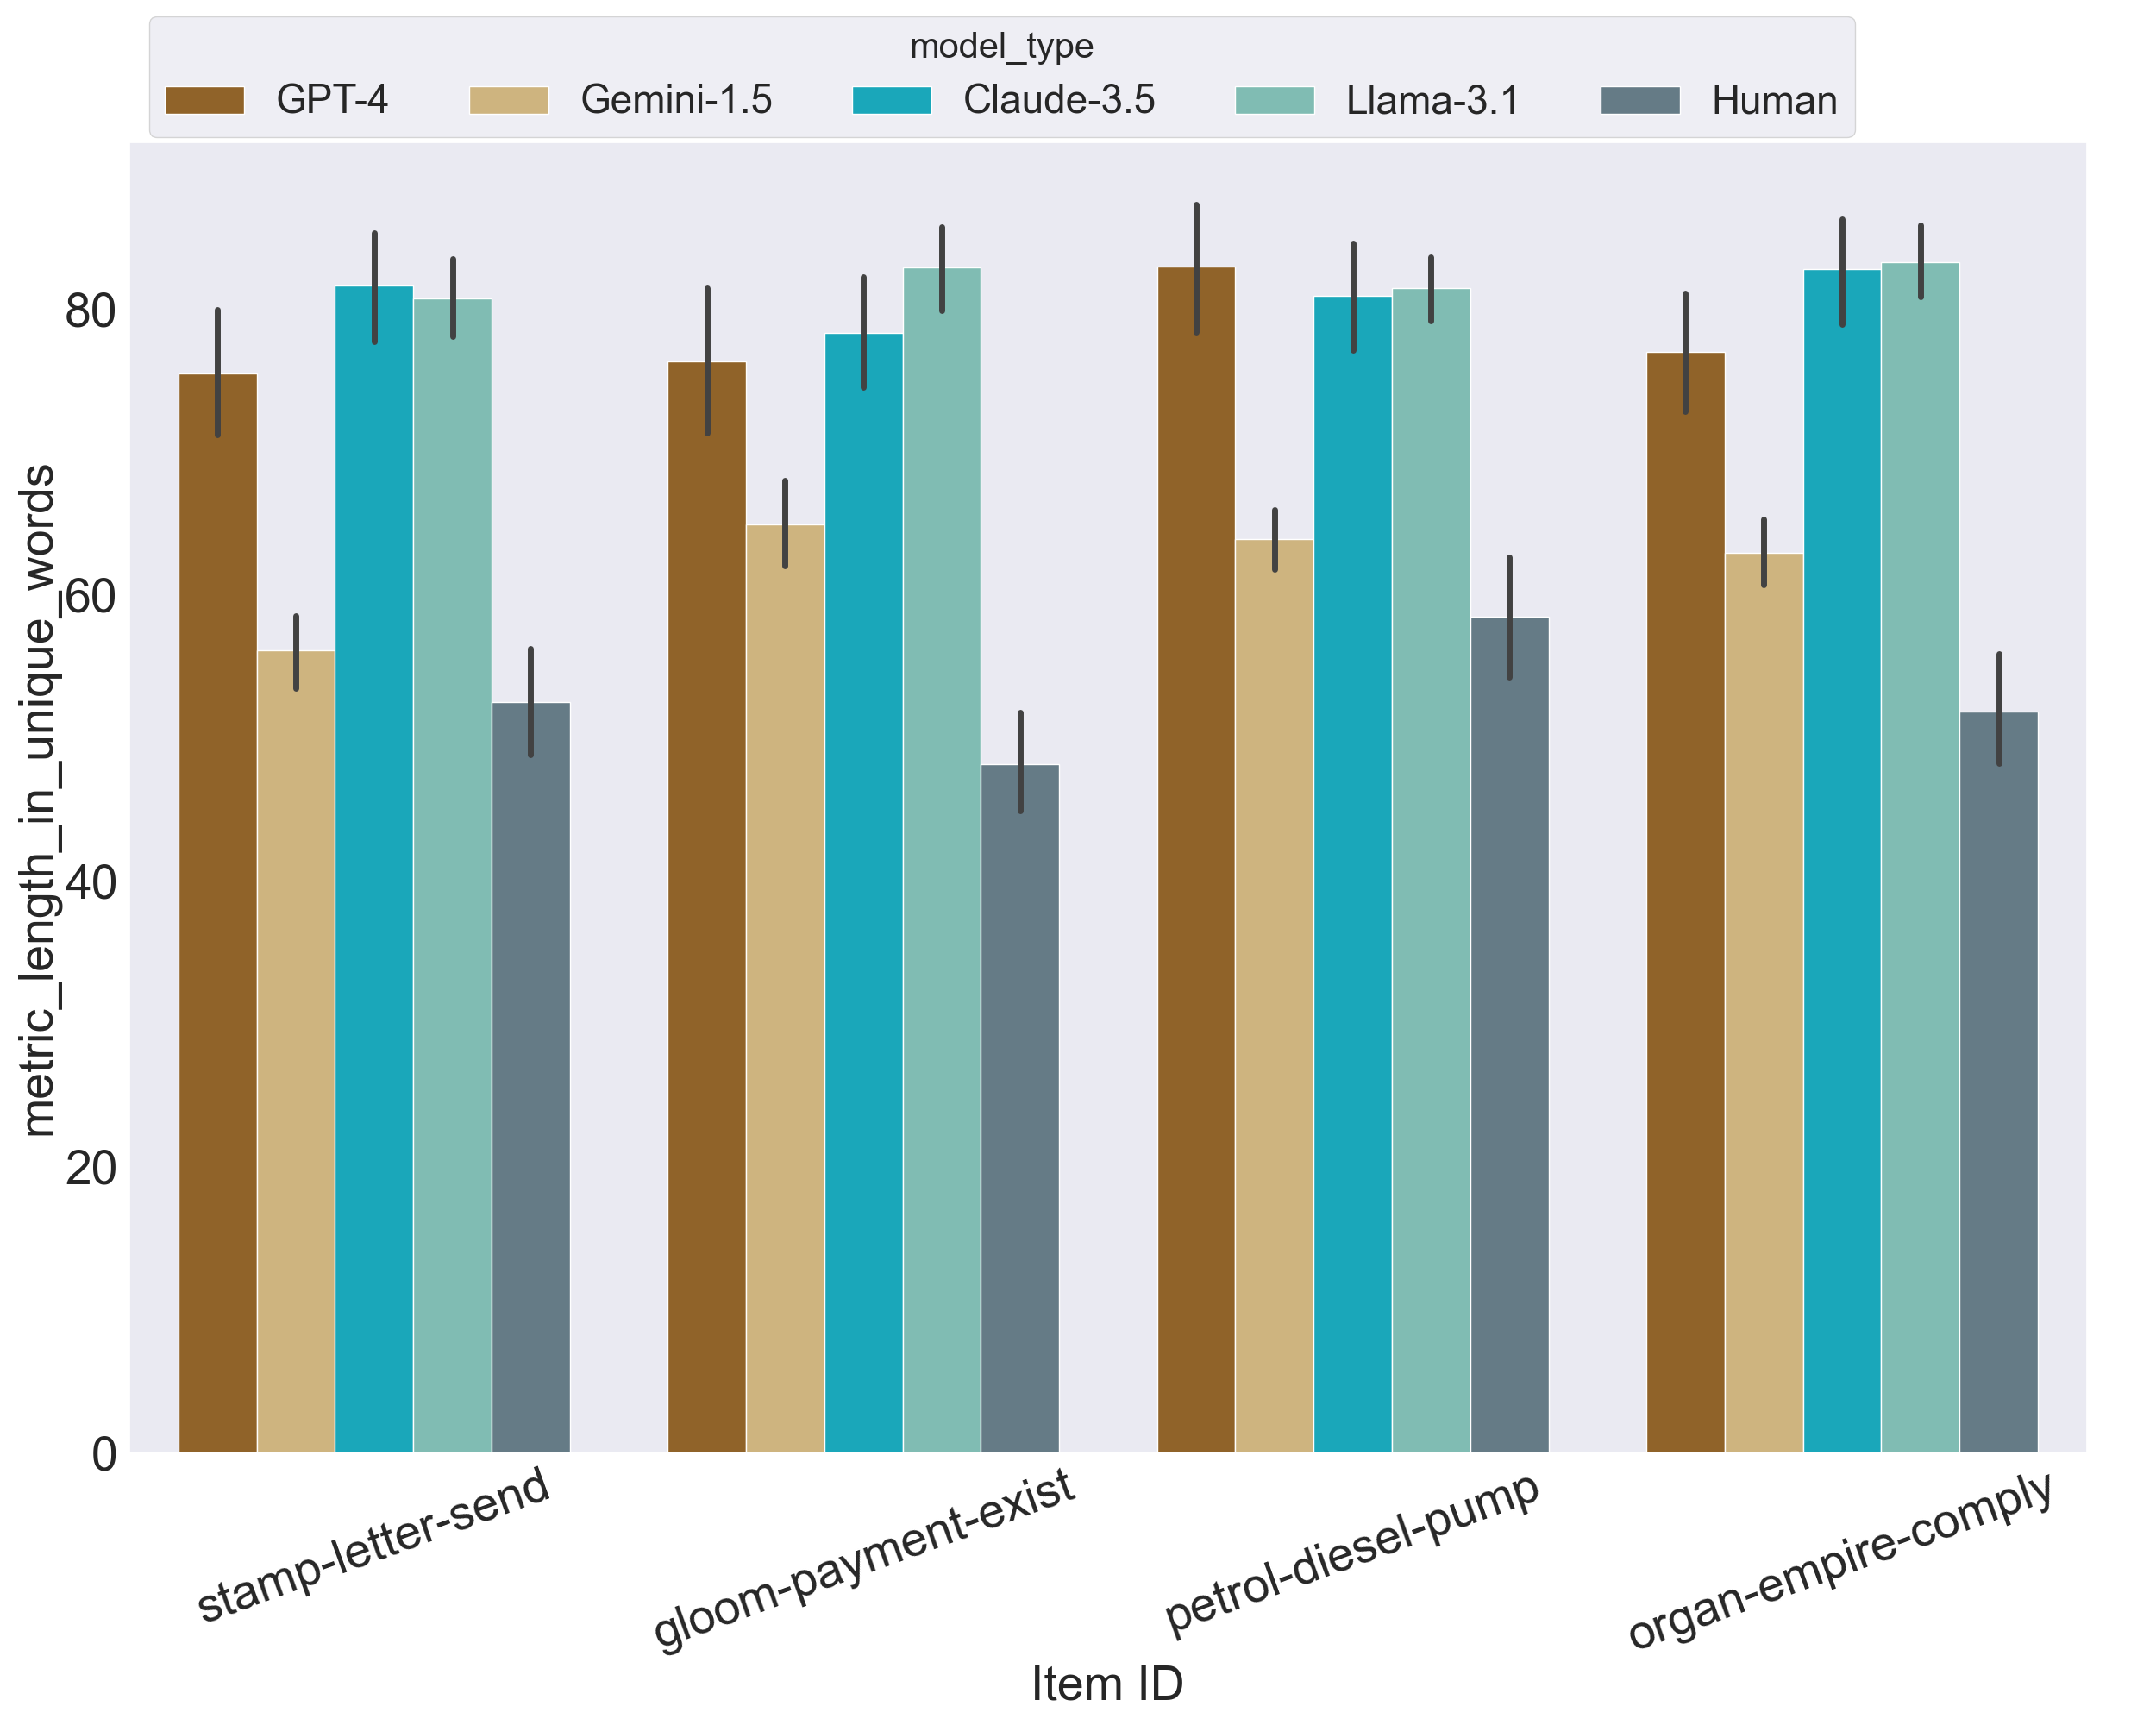 model_type
GPT-4 Gemini-1.5 Claude-3.5 Llama-3.1 Human
metric_length_in_unique_words
80
60
40
20
0
stamp-letter-send gloom-payment-exist petrol-diesel-pump organ-empire-comply
Item ID